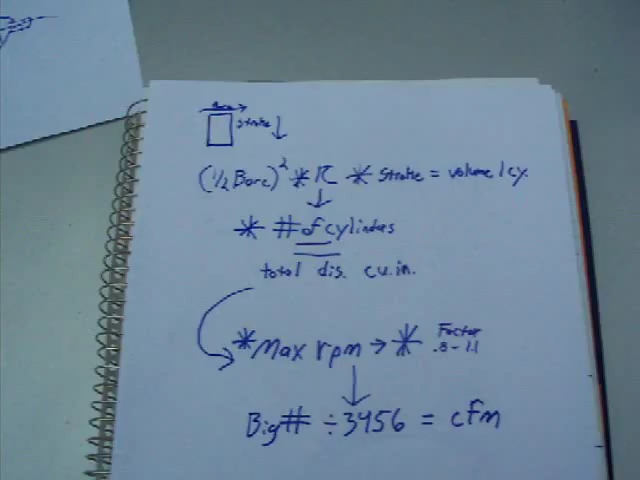 Bore →
Stroke ↓
(½ Bore)² * π * stroke = volume 1 cy.
↓
* # of cylinders
total dis. cu.in.
* Max rpm → * Factor
.8 - 1.1
↓
Big # ÷ 3456 = cfm